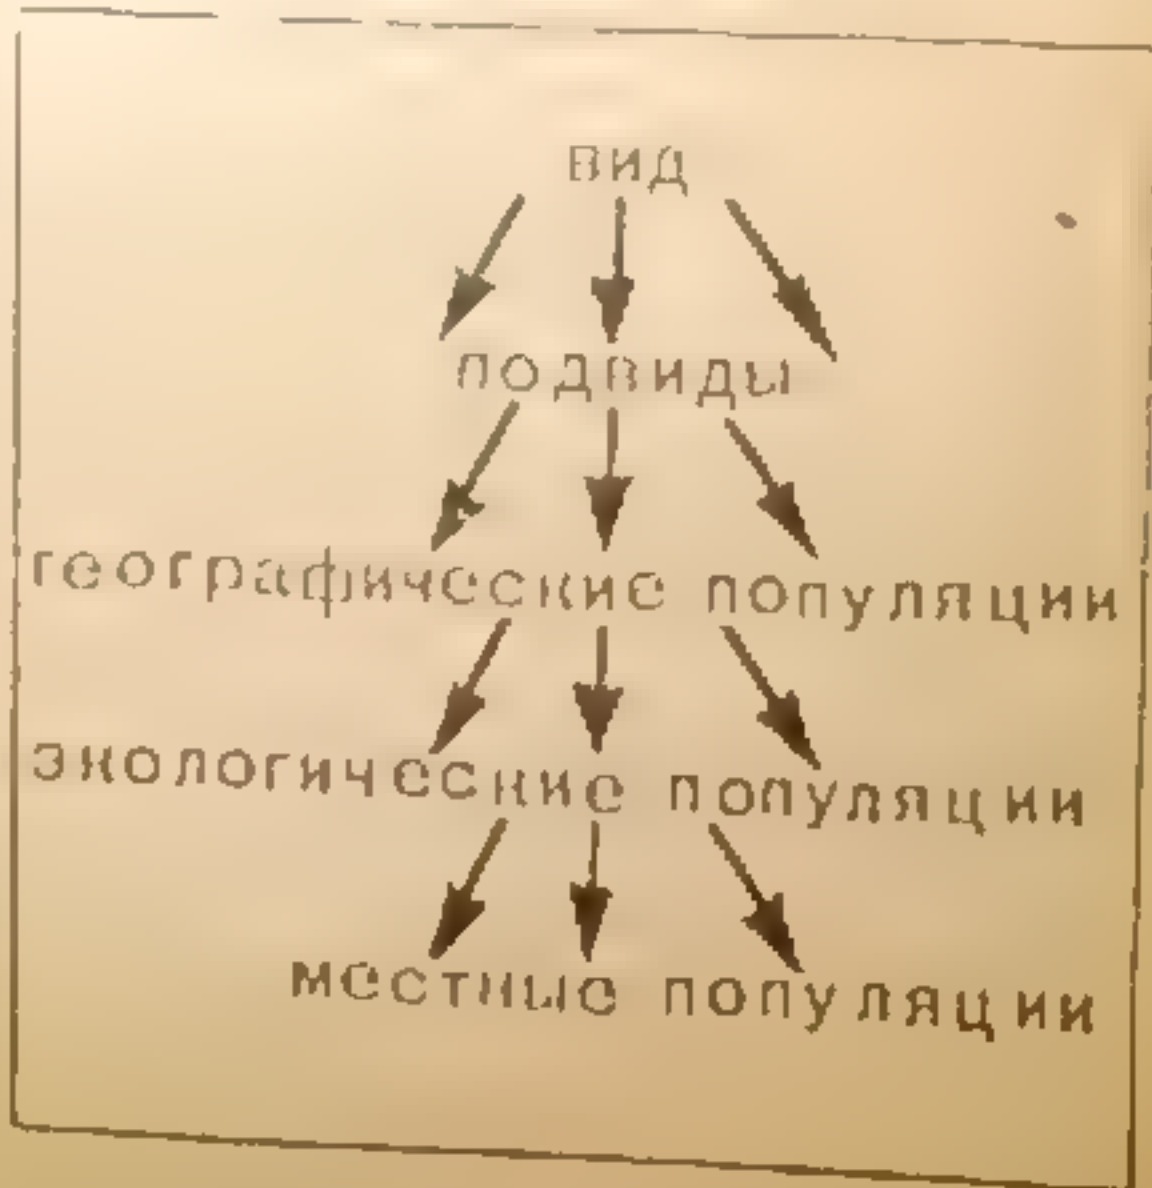 вид
подвиды
географические популяции
экологические популяции
местные популяции